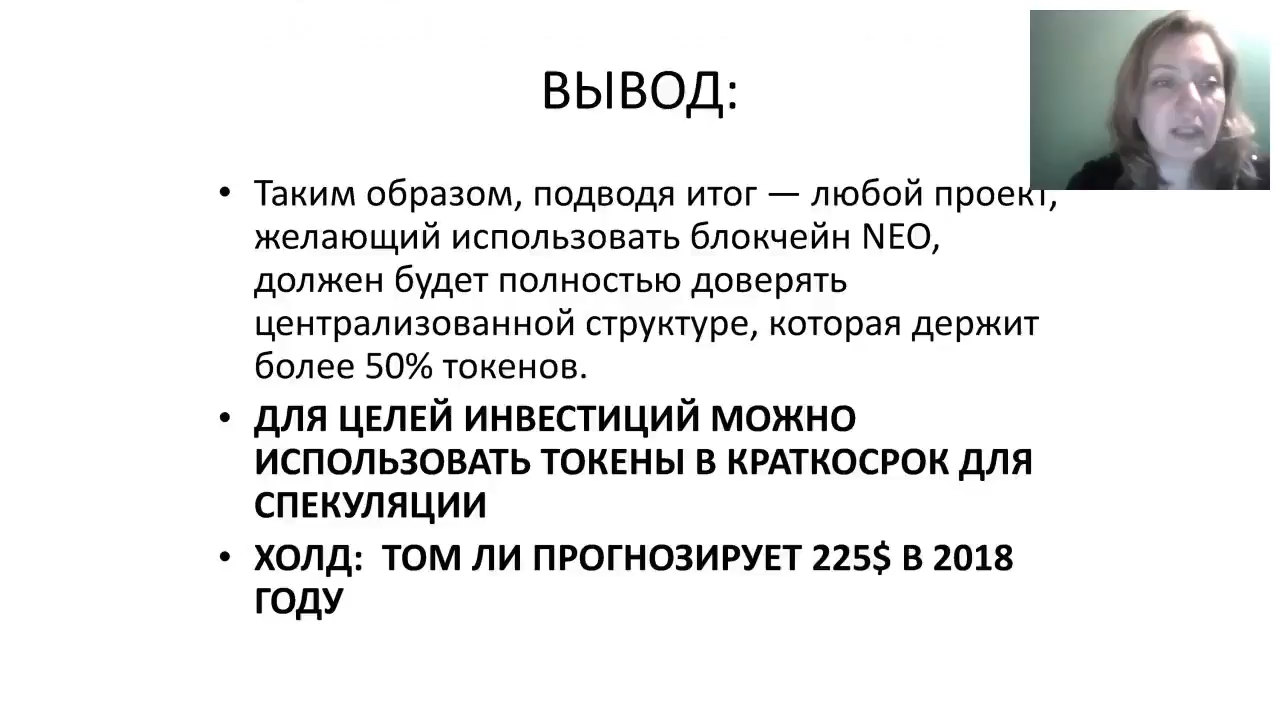 ВЫВОД:
• Таким образом, подводя итог — любой проект,
желающий использовать блокчейн NEO,
должен будет полностью доверять
централизованной структуре, которая держит
более 50% токенов.
• ДЛЯ ЦЕЛЕЙ ИНВЕСТИЦИЙ МОЖНО
ИСПОЛЬЗОВАТЬ ТОКЕНЫ В КРАТКОСРОК ДЛЯ
СПЕКУЛЯЦИИ
• ХОЛД: ТОМ ЛИ ПРОГНОЗИРУЕТ 225$ В 2018
ГОДУ